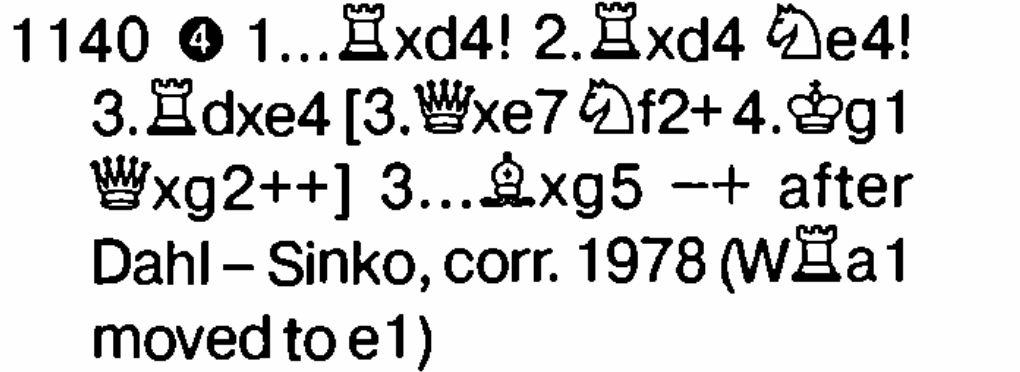 1140 ❹ 1...♖xd4! 2.♖xd4 ♘e4!
3.♖dxe4 [3.♕xe7 ♘f2+ 4.♔g1
♕xg2++] 3...♗xg5 −+ after
Dahl – Sinko, corr. 1978 (W♖a1
moved to e1)